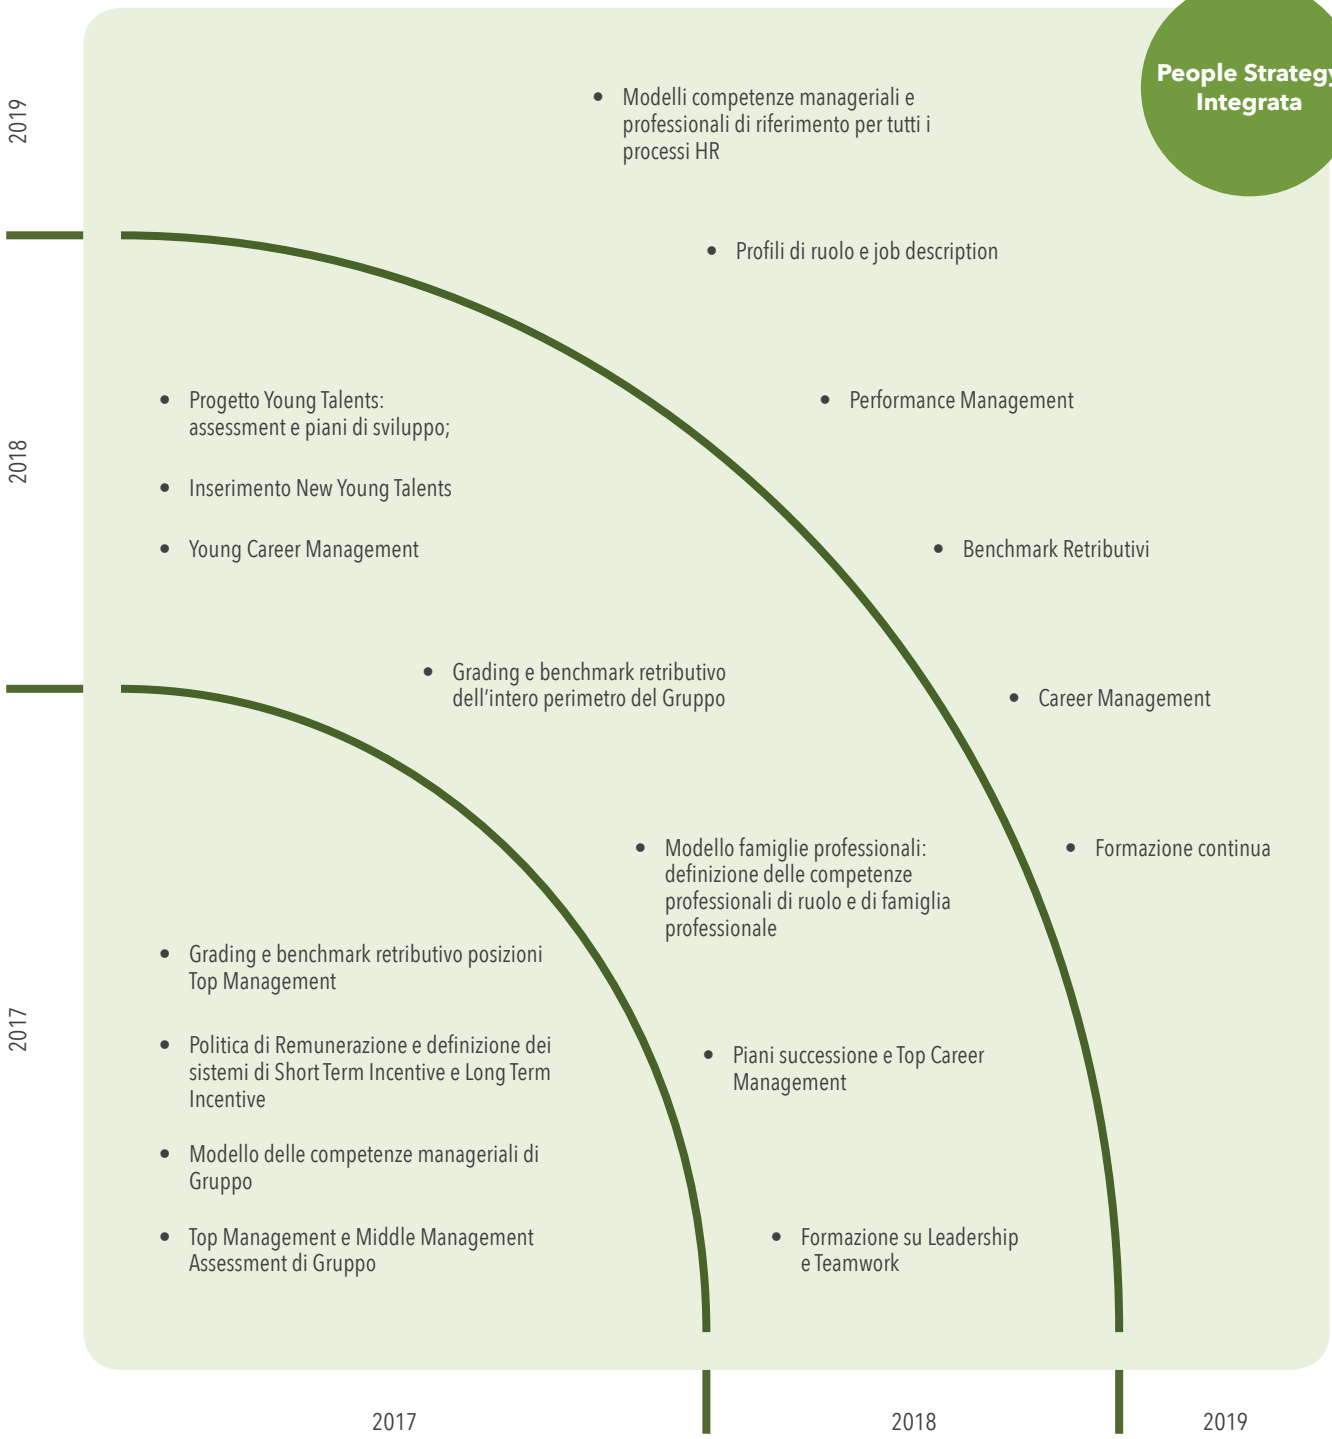 People Strategy
Integrata
2019
• Modelli competenze manageriali e
professionali di riferimento per tutti i
processi HR
• Profili di ruolo e job description
2018
• Progetto Young Talents:
assessment e piani di sviluppo;
• Performance Management
• Inserimento New Young Talents
• Young Career Management
• Benchmark Retributivi
• Grading e benchmark retributivo
dell'intero perimetro del Gruppo
• Career Management
• Modello famiglie professionali:
definizione delle competenze
professionali di ruolo e di famiglia
professionale
• Formazione continua
2017
• Grading e benchmark retributivo posizioni
Top Management
• Politica di Remunerazione e definizione dei
sistemi di Short Term Incentive e Long Term
Incentive
• Piani successione e Top Career
Management
• Modello delle competenze manageriali di
Gruppo
• Top Management e Middle Management
Assessment di Gruppo
• Formazione su Leadership
e Teamwork
2017
2018
2019